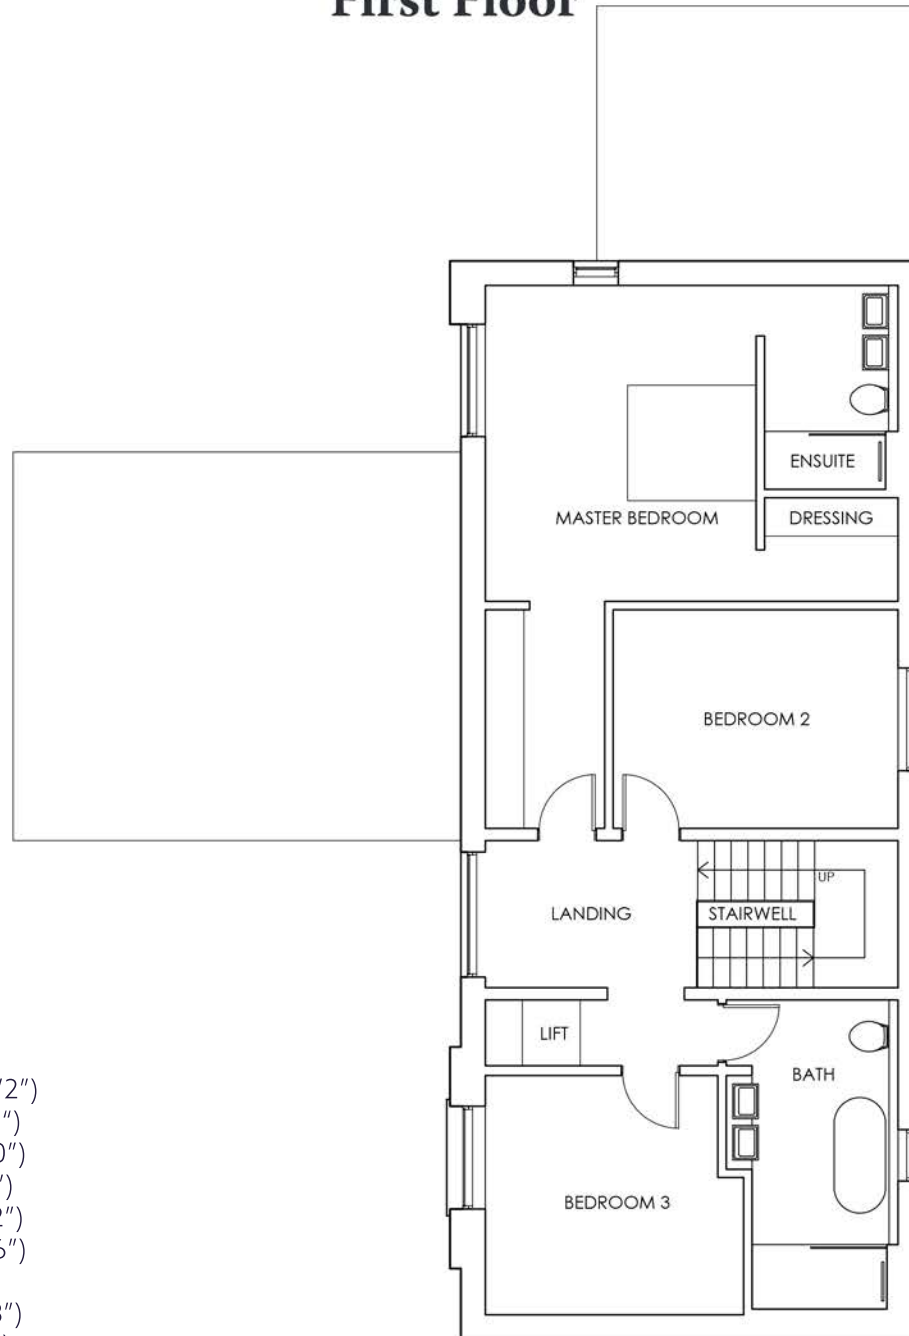 First Floor
ENSUITE
MASTER BEDROOM
DRESSING
BEDROOM 2
UP
LANDING
STAIRWELL
LIFT
BATH
BEDROOM 3